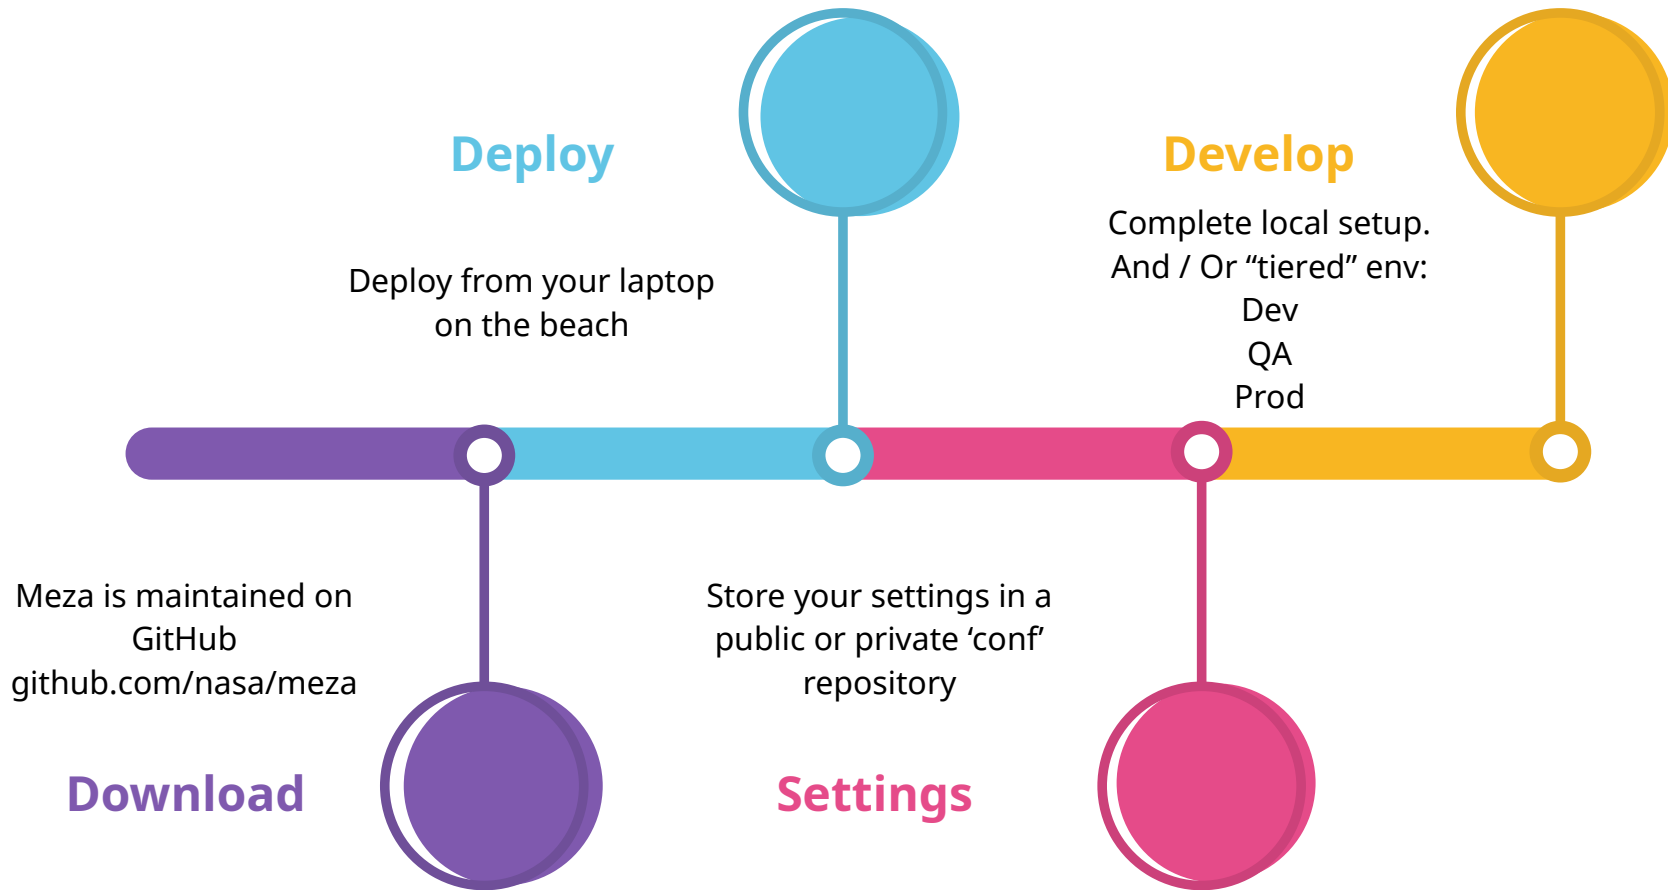 Deploy
Deploy from your laptop
on the beach
Develop
Complete local setup.
And / Or “tiered” env:
Dev
QA
Prod
Meza is maintained on
GitHub
github.com/nasa/meza
Download
Store your settings in a
public or private ‘conf’
repository
Settings